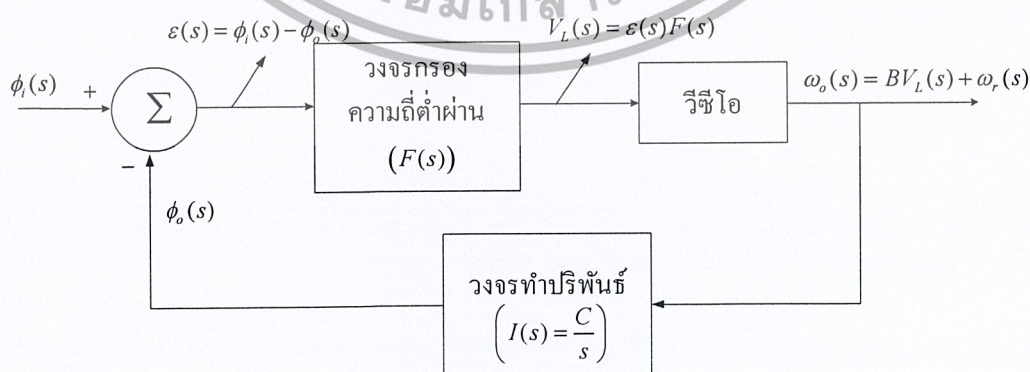 ε(s) = φ_i(s) − φ_o(s)
V_L(s) = ε(s)F(s)
φ_i(s)
+
Σ
−
วงจรกรอง
ความถี่ต่ำผ่าน
(F(s))
วีซีโอ
ω_o(s) = BV_L(s) + ω_r(s)
φ_o(s)
วงจรทำปริพันธ์
(I(s) = C/s)